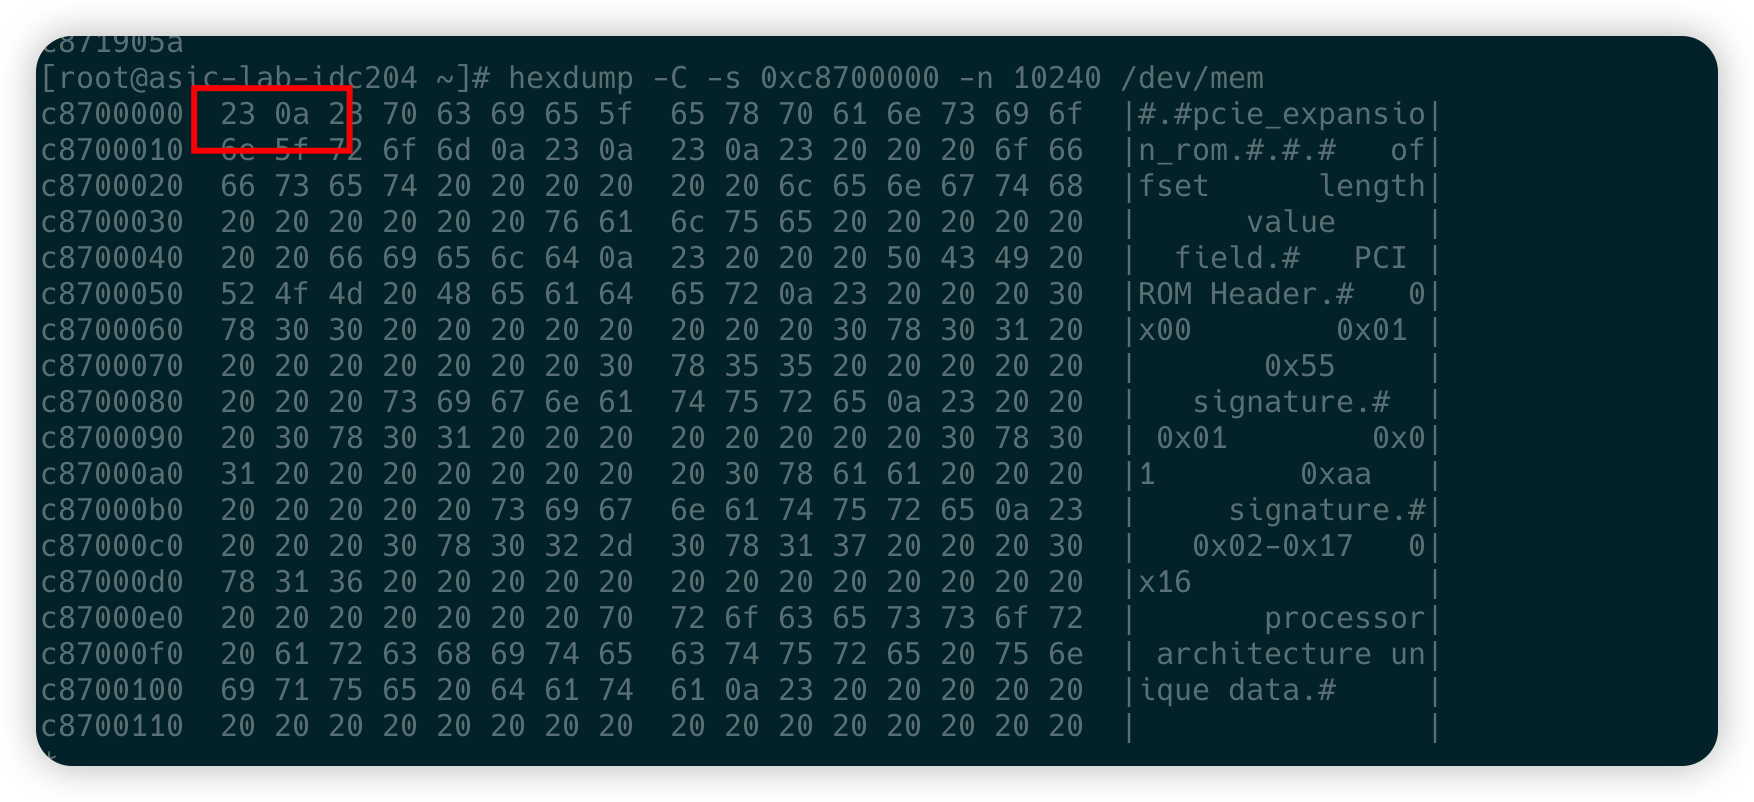 c871905a
[root@asic-lab-idc204 ~]# hexdump -C -s 0xc8700000 -n 10240 /dev/mem
c8700000  23 0a 23 70 63 69 65 5f  65 78 70 61 6e 73 69 6f  |#.#pcie_expansio|
c8700010  6e 5f 72 6f 6d 0a 23 0a  23 0a 23 20 20 20 6f 66  |n_rom.#.#.#   of|
c8700020  66 73 65 74 20 20 20 20  20 20 6c 65 6e 67 74 68  |fset      length|
c8700030  20 20 20 20 20 20 76 61  6c 75 65 20 20 20 20 20  |      value     |
c8700040  20 20 66 69 65 6c 64 0a  23 20 20 20 50 43 49 20  |  field.#   PCI |
c8700050  52 4f 4d 20 48 65 61 64  65 72 0a 23 20 20 20 30  |ROM Header.#   0|
c8700060  78 30 30 20 20 20 20 20  20 20 20 30 78 30 31 20  |x00        0x01 |
c8700070  20 20 20 20 20 20 20 30  78 35 35 20 20 20 20 20  |       0x55     |
c8700080  20 20 20 73 69 67 6e 61  74 75 72 65 0a 23 20 20  |   signature.#  |
c8700090  20 30 78 30 31 20 20 20  20 20 20 20 20 30 78 30  | 0x01        0x0|
c87000a0  31 20 20 20 20 20 20 20  20 30 78 61 61 20 20 20  |1        0xaa   |
c87000b0  20 20 20 20 20 73 69 67  6e 61 74 75 72 65 0a 23  |     signature.#|
c87000c0  20 20 20 30 78 30 32 2d  30 78 31 37 20 20 20 30  |   0x02-0x17   0|
c87000d0  78 31 36 20 20 20 20 20  20 20 20 20 20 20 20 20  |x16             |
c87000e0  20 20 20 20 20 20 20 70  72 6f 63 65 73 73 6f 72  |       processor|
c87000f0  20 61 72 63 68 69 74 65  63 74 75 72 65 20 75 6e  | architecture un|
c8700100  69 71 75 65 20 64 61 74  61 0a 23 20 20 20 20 20  |ique data.#     |
c8700110  20 20 20 20 20 20 20 20  20 20 20 20 20 20 20 20  |                |
*